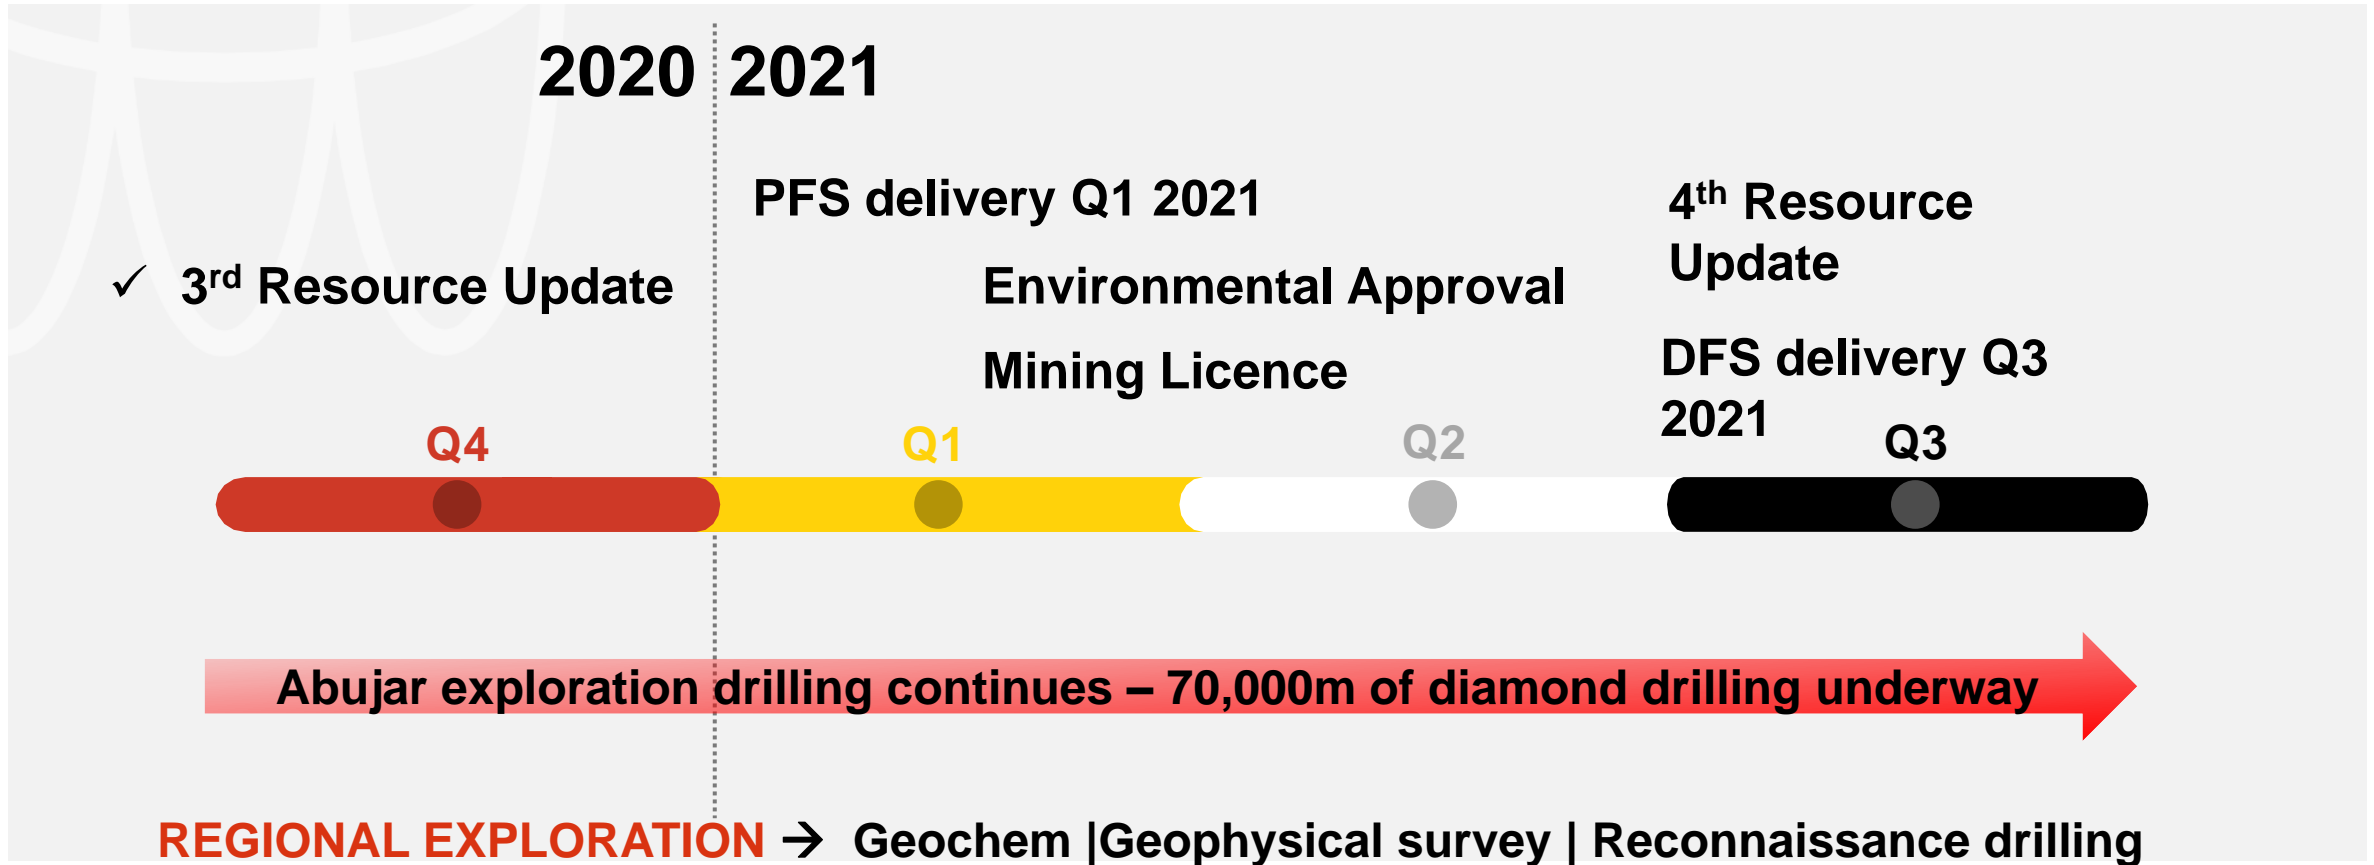 2020 2021
PFS delivery Q1 2021
4th Resource
Update
✓ 3rd Resource Update
Environmental Approval
Mining Licence
DFS delivery Q3
2021
Q4 Q1 Q2 Q3
Abujar exploration drilling continues – 70,000m of diamond drilling underway
REGIONAL EXPLORATION → Geochem |Geophysical survey | Reconnaissance drilling